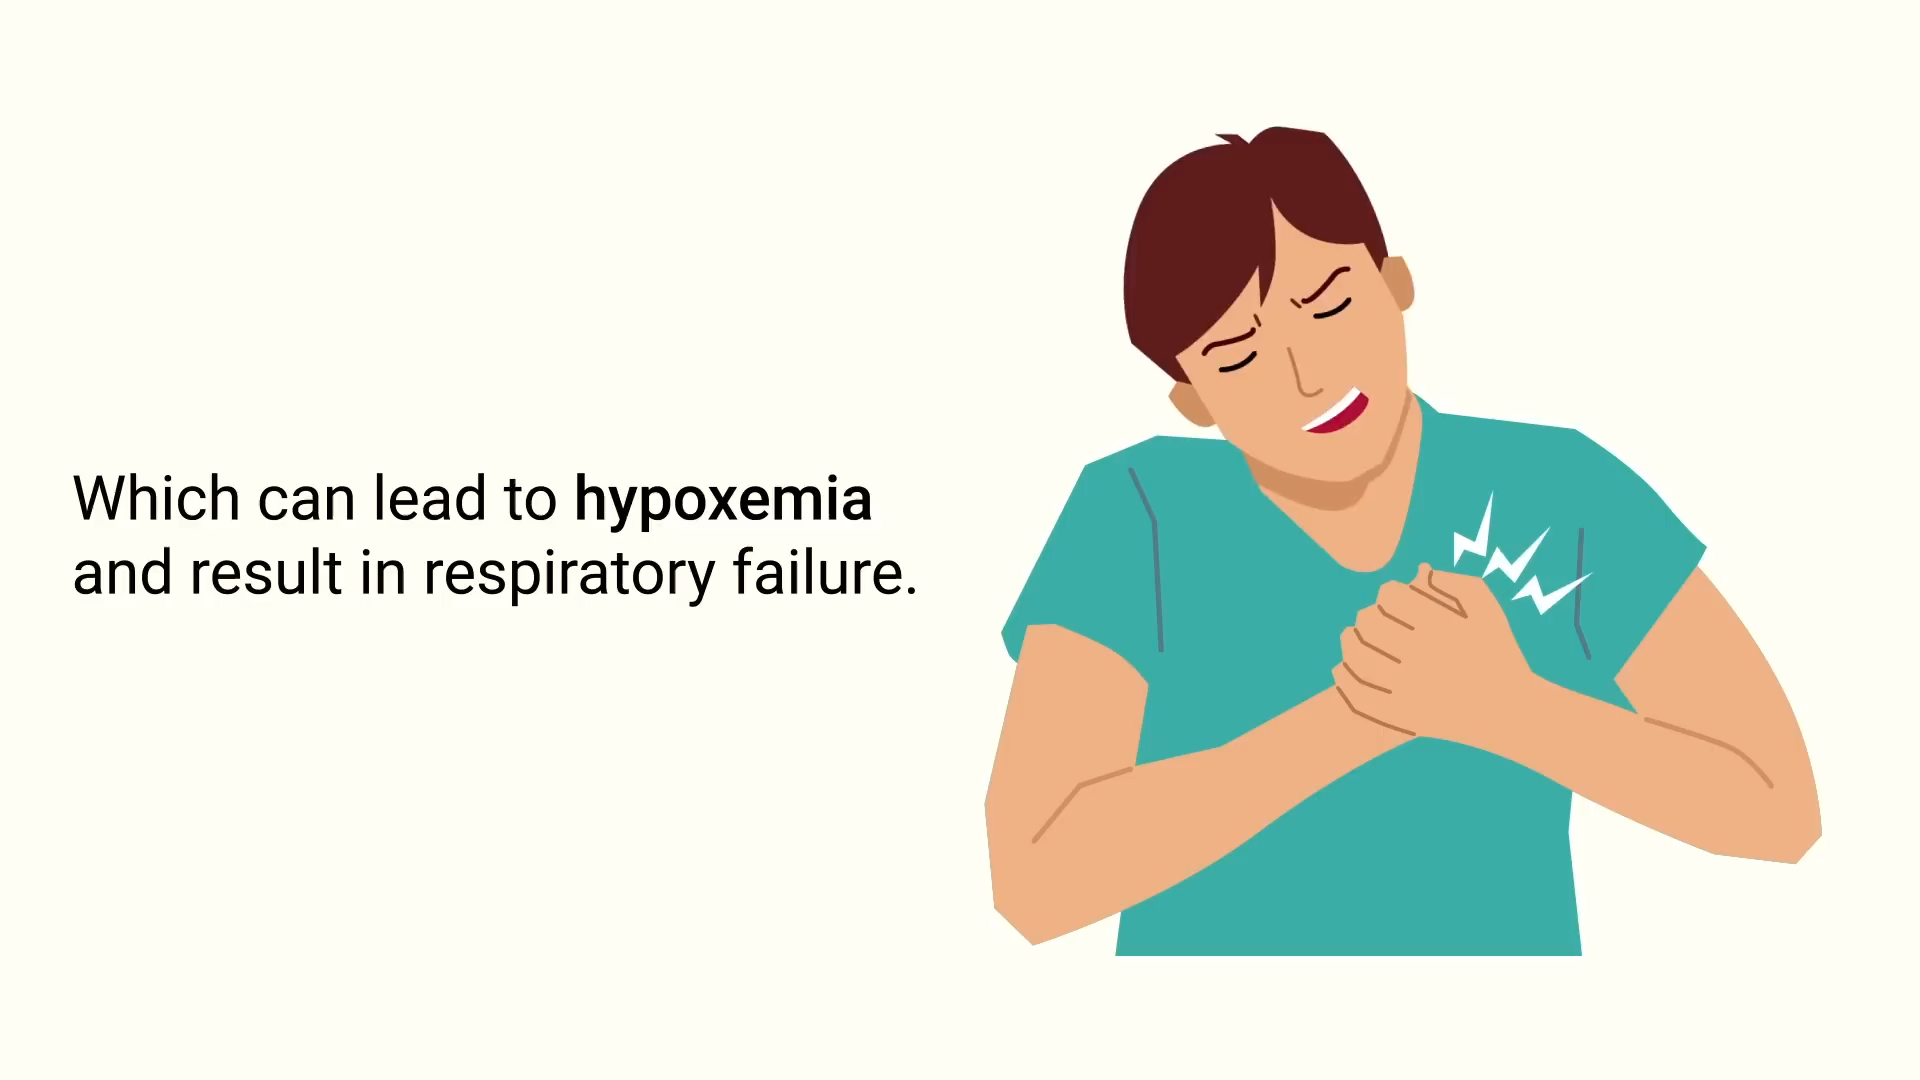 Which can lead to hypoxemia
and result in respiratory failure.